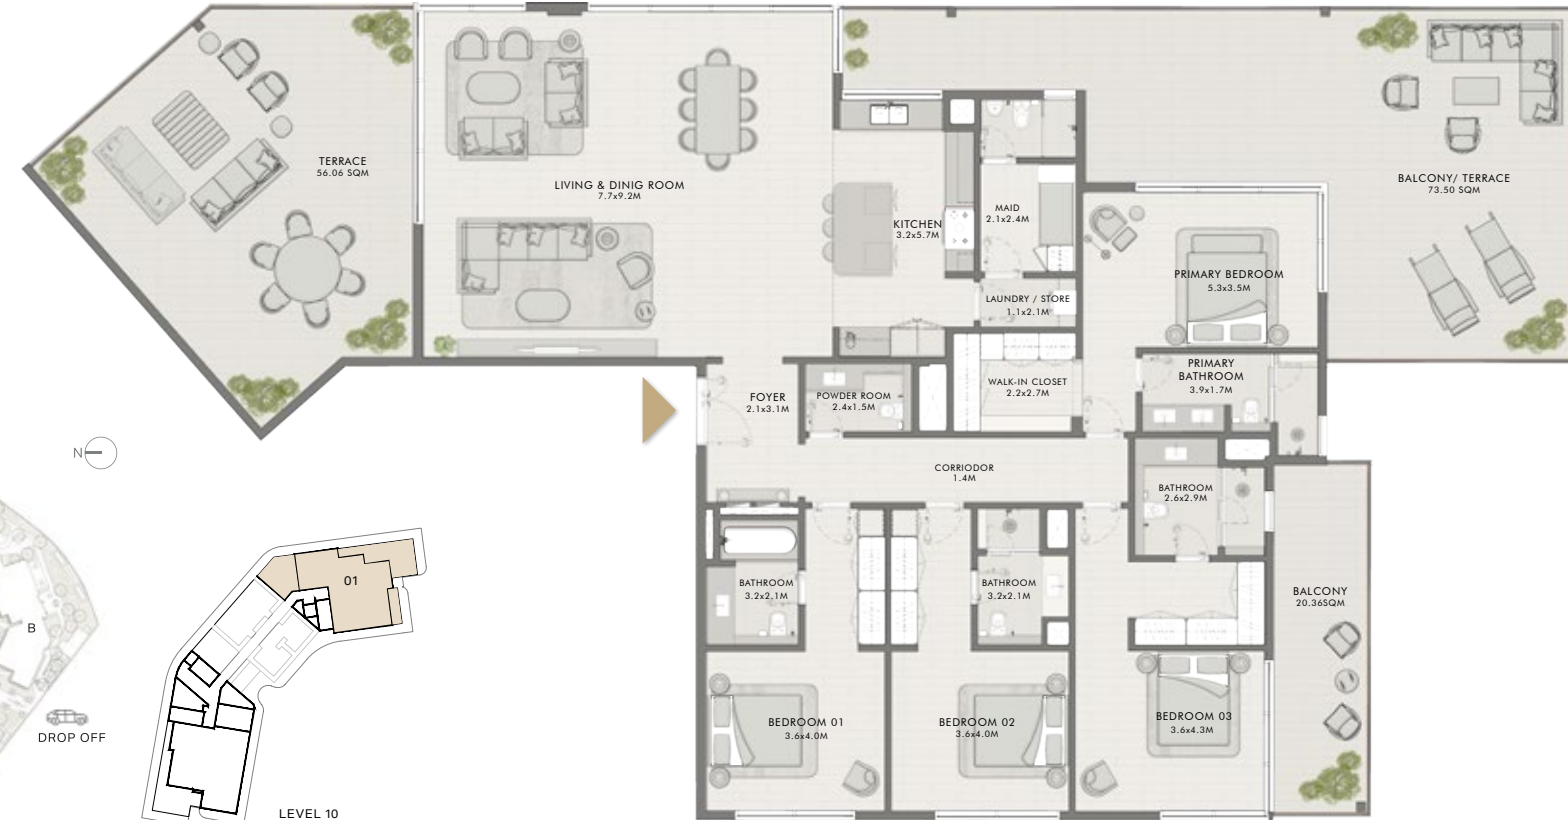 TERRACE
56.06 SQM
LIVING & DINIG ROOM
7.7x9.2M
KITCHEN
3.2x5.7M
MAID
2.1x2.4M
LAUNDRY / STORE
1.1x2.1M
BALCONY/ TERRACE
73.50 SQM
PRIMARY BEDROOM
5.3x3.5M
PRIMARY
BATHROOM
3.9x1.7M
WALK-IN CLOSET
2.2x2.7M
POWDER ROOM
2.4x1.5M
FOYER
2.1x3.1M
CORRIODOR
1.4M
BATHROOM
2.6x2.9M
BATHROOM
3.2x2.1M
BATHROOM
3.2x2.1M
BALCONY
20.36SQM
BEDROOM 01
3.6x4.0M
BEDROOM 02
3.6x4.0M
BEDROOM 03
3.6x4.3M
N
01
B
DROP OFF
LEVEL 10